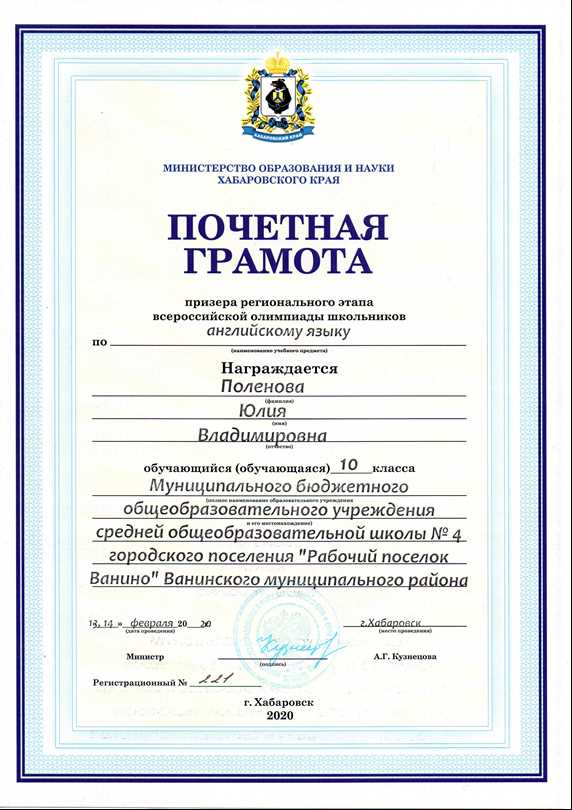 ХАБАРОВСКИЙ КРАЙ
МИНИСТЕРСТВО ОБРАЗОВАНИЯ И НАУКИ
ХАБАРОВСКОГО КРАЯ
ПОЧЕТНАЯ
ГРАМОТА
призера регионального этапа
всероссийской олимпиады школьников
английскому языку
по
(наименование учебного предмета)
Награждается
Поленова
(фамилия)
Юлия
(имя)
Владимировна
(отчество)
обучающийся (обучающаяся) 10 класса
Муниципального бюджетного
(полное наименование образовательного учреждения
общеобразовательного учреждения
и его местонахождение)
средней общеобразовательной школы № 4
городского поселения "Рабочий поселок
Ванино" Ванинского муниципального района
13, 14 » февраля 20 20 г.Хабаровск
(дата проведения) (место проведения)
Министр А.Г. Кузнецова
(подпись)
Регистрационный № 221
г. Хабаровск
2020